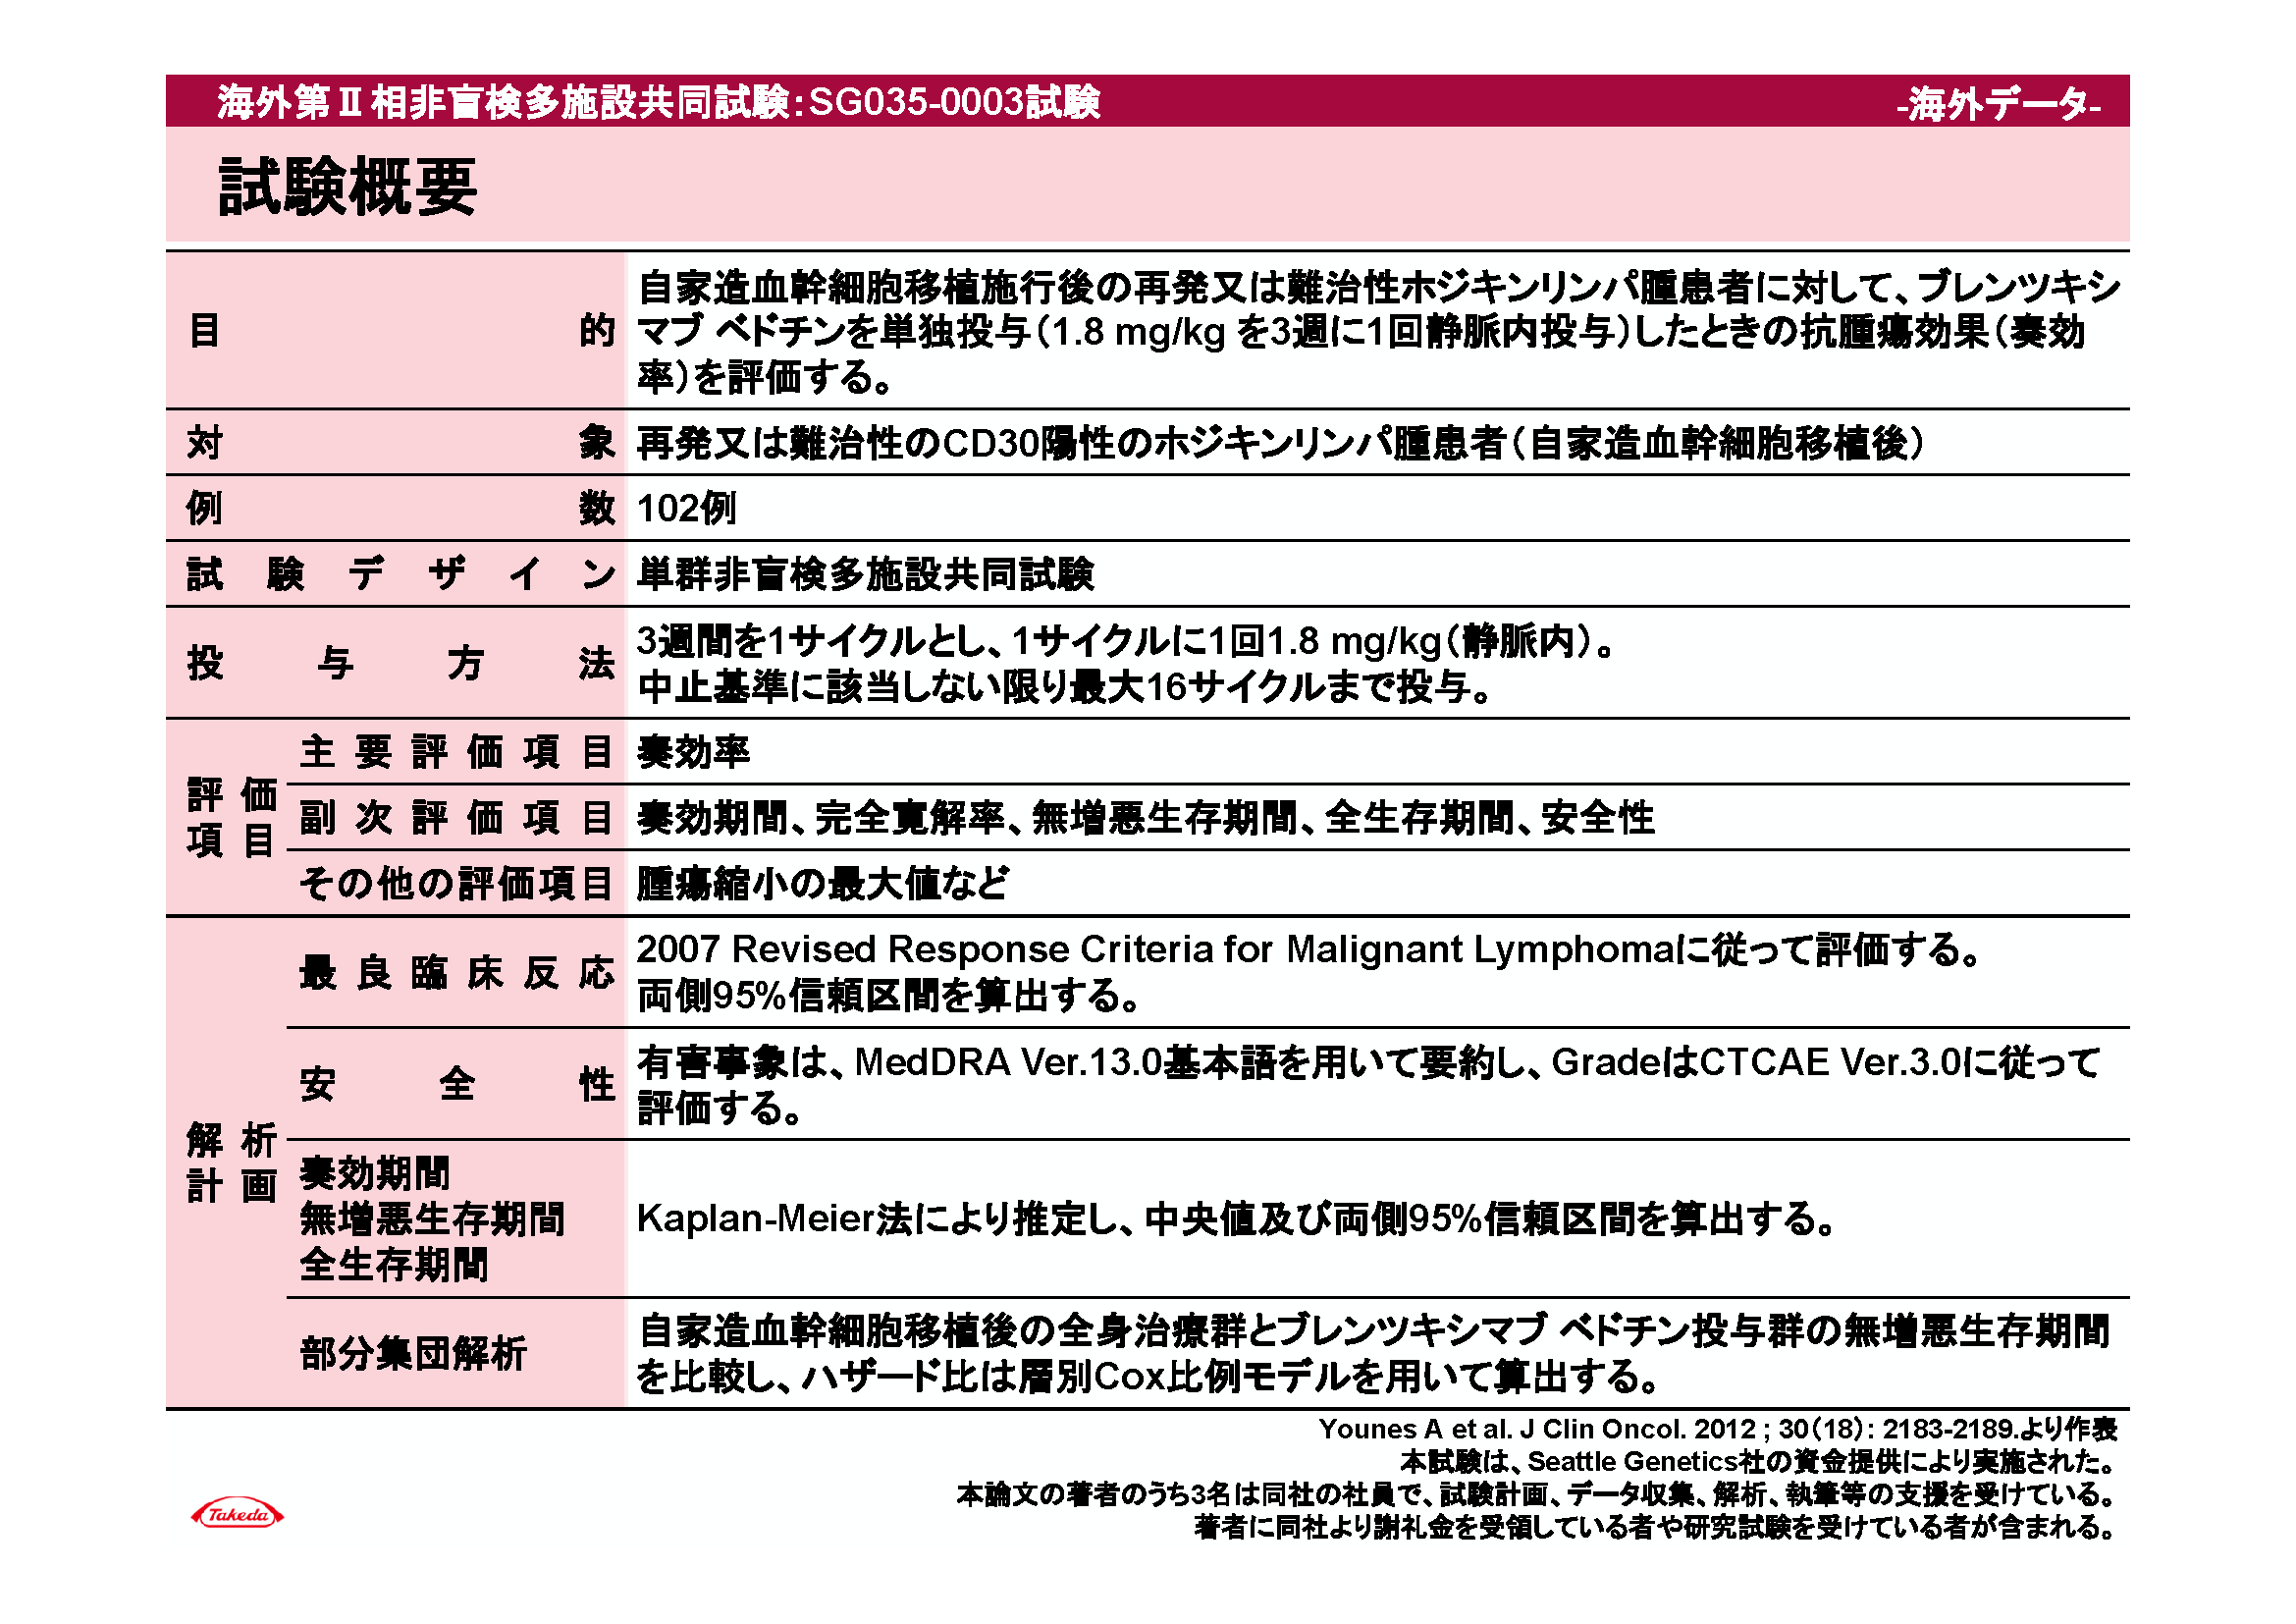 海外第Ⅱ相非盲検多施設共同試験：SG035-0003試験
-海外データ-
試験概要
目的
自家造血幹細胞移植施行後の再発又は難治性ホジキンリンパ腫患者に対して、ブレンツキシ
マブ ベドチンを単独投与（1.8 mg/kg を3週に1回静脈内投与）したときの抗腫瘍効果（奏効
率）を評価する。
対象
再発又は難治性のCD30陽性のホジキンリンパ腫患者（自家造血幹細胞移植後）
例数
102例
試験デザイン
単群非盲検多施設共同試験
投与方法
3週間を1サイクルとし、1サイクルに1回1.8 mg/kg（静脈内）。
中止基準に該当しない限り最大16サイクルまで投与。
評価
項目
主要評価項目
奏効率
副次評価項目
奏効期間、完全寛解率、無増悪生存期間、全生存期間、安全性
その他の評価項目
腫瘍縮小の最大値など
解析
計画
最良臨床反応
2007 Revised Response Criteria for Malignant Lymphomaに従って評価する。
両側95%信頼区間を算出する。
安全性
有害事象は、MedDRA Ver.13.0基本語を用いて要約し、GradeはCTCAE Ver.3.0に従って
評価する。
奏効期間
無増悪生存期間
全生存期間
Kaplan-Meier法により推定し、中央値及び両側95%信頼区間を算出する。
部分集団解析
自家造血幹細胞移植後の全身治療群とブレンツキシマブ ベドチン投与群の無増悪生存期間
を比較し、ハザード比は層別Cox比例モデルを用いて算出する。
Younes A et al. J Clin Oncol. 2012 ; 30（18）: 2183-2189.より作表
本試験は、Seattle Genetics社の資金提供により実施された。
本論文の著者のうち3名は同社の社員で、試験計画、データ収集、解析、執筆等の支援を受けている。
著者に同社より謝礼金を受領している者や研究試験を受けている者が含まれる。
Takeda